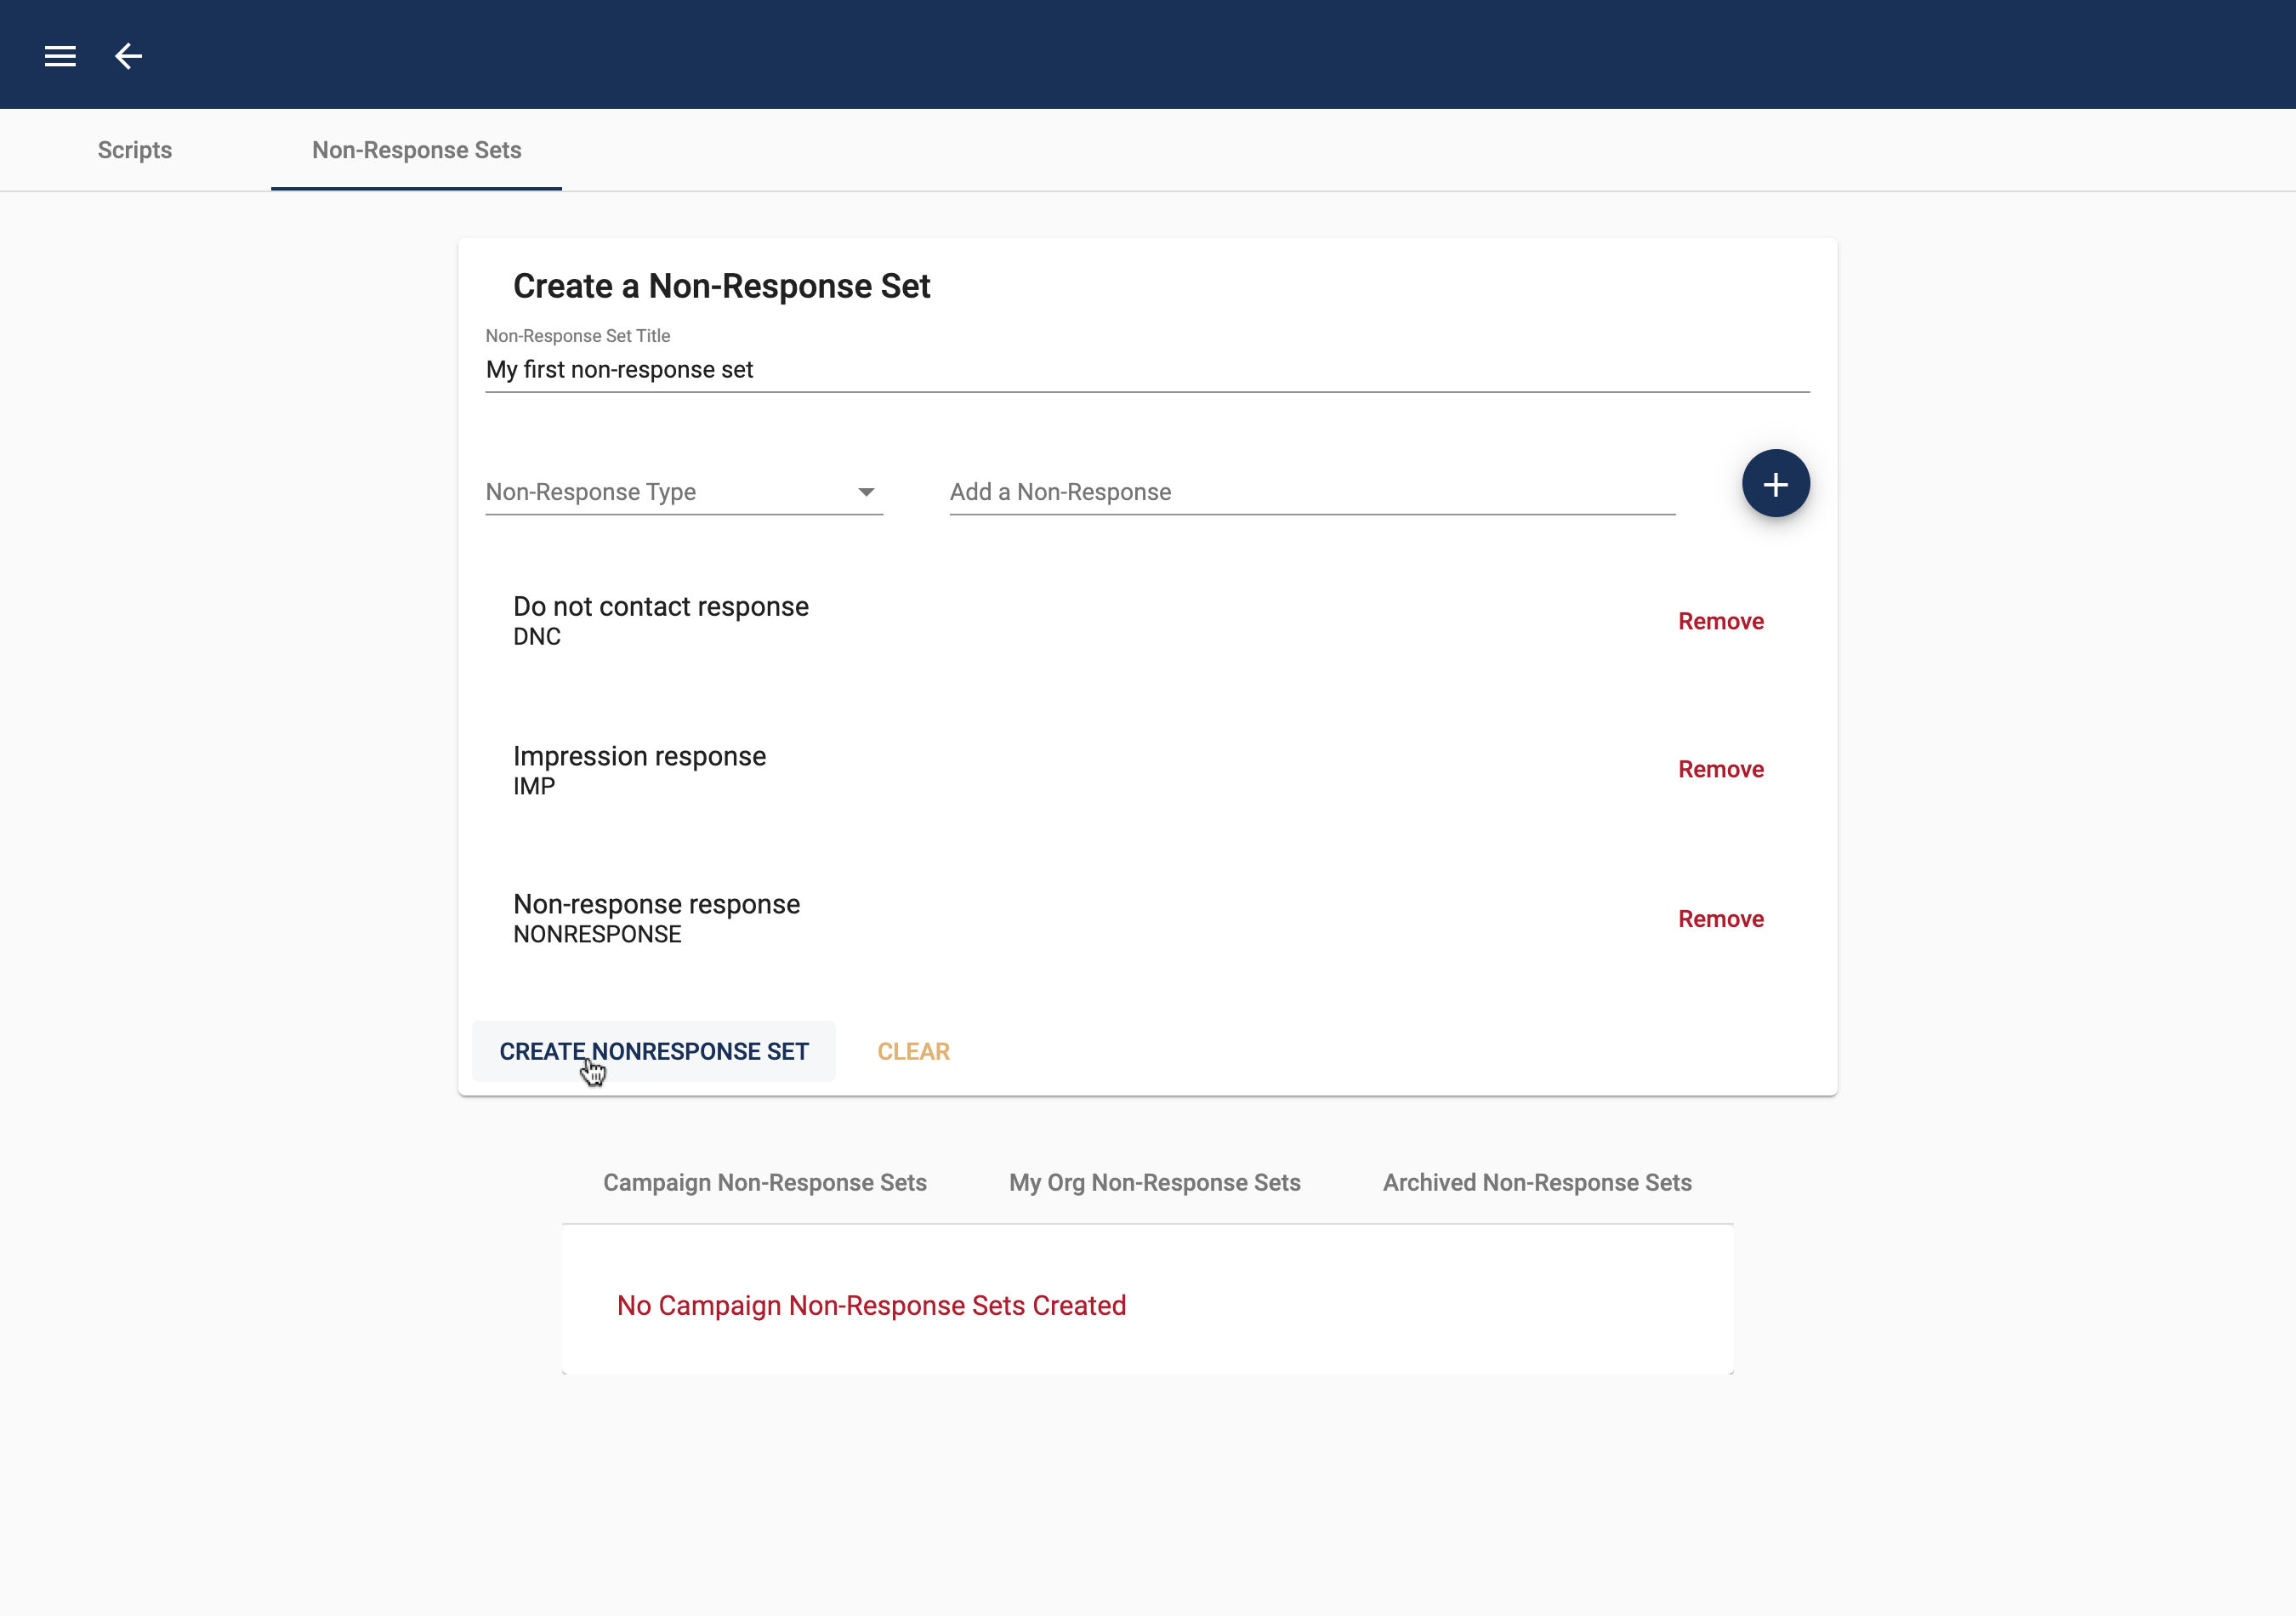 Scripts
Non-Response Sets
Create a Non-Response Set
Non-Response Set Title
My first non-response set
Non-Response Type
Add a Non-Response
Do not contact response
DNC
Remove
Impression response
IMP
Remove
Non-response response
NONRESPONSE
Remove
CREATE NONRESPONSE SET
CLEAR
Campaign Non-Response Sets
My Org Non-Response Sets
Archived Non-Response Sets
No Campaign Non-Response Sets Created